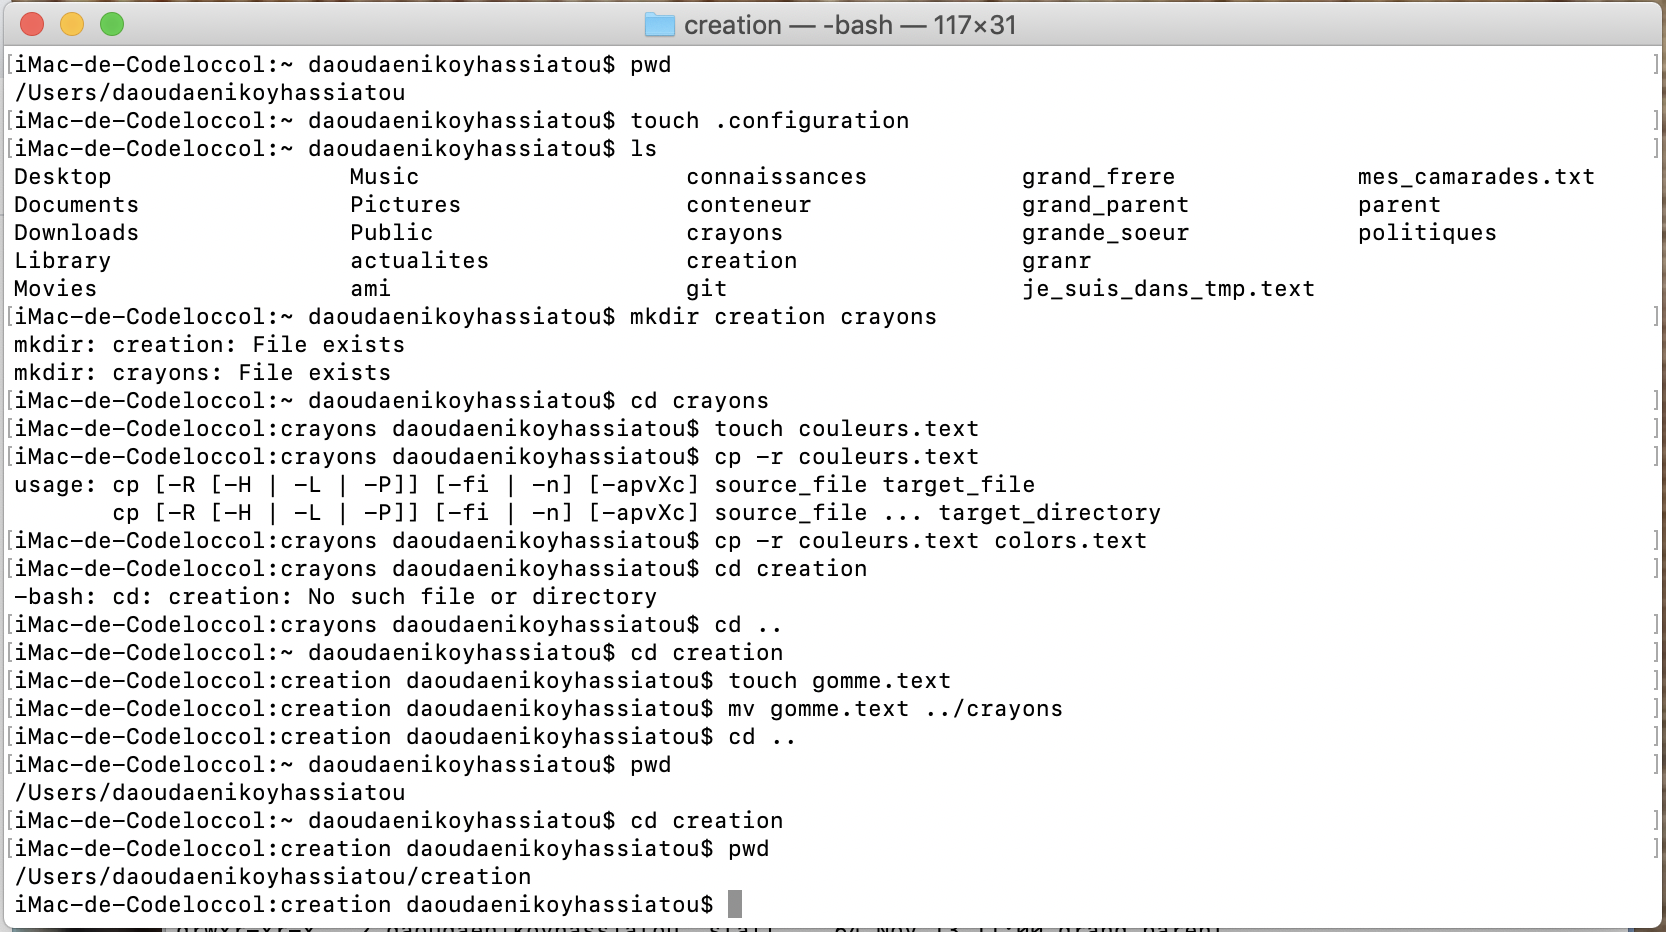 creation — -bash — 117×31
[iMac-de-Codeloccol:~ daoudaenikoyhassiatou$ pwd ]
/Users/daoudaenikoyhassiatou
[iMac-de-Codeloccol:~ daoudaenikoyhassiatou$ touch .configuration ]
[iMac-de-Codeloccol:~ daoudaenikoyhassiatou$ ls ]
Desktop Music connaissances grand_frere mes_camarades.txt
Documents Pictures conteneur grand_parent parent
Downloads Public crayons grande_soeur politiques
Library actualites creation granr
Movies ami git je_suis_dans_tmp.text
[iMac-de-Codeloccol:~ daoudaenikoyhassiatou$ mkdir creation crayons ]
mkdir: creation: File exists
mkdir: crayons: File exists
[iMac-de-Codeloccol:~ daoudaenikoyhassiatou$ cd crayons ]
[iMac-de-Codeloccol:crayons daoudaenikoyhassiatou$ touch couleurs.text ]
[iMac-de-Codeloccol:crayons daoudaenikoyhassiatou$ cp -r couleurs.text ]
usage: cp [-R [-H | -L | -P]] [-fi | -n] [-apvXc] source_file target_file
cp [-R [-H | -L | -P]] [-fi | -n] [-apvXc] source_file ... target_directory
[iMac-de-Codeloccol:crayons daoudaenikoyhassiatou$ cp -r couleurs.text colors.text ]
[iMac-de-Codeloccol:crayons daoudaenikoyhassiatou$ cd creation ]
-bash: cd: creation: No such file or directory
[iMac-de-Codeloccol:crayons daoudaenikoyhassiatou$ cd .. ]
[iMac-de-Codeloccol:~ daoudaenikoyhassiatou$ cd creation ]
[iMac-de-Codeloccol:creation daoudaenikoyhassiatou$ touch gomme.text ]
[iMac-de-Codeloccol:creation daoudaenikoyhassiatou$ mv gomme.text ../crayons ]
[iMac-de-Codeloccol:creation daoudaenikoyhassiatou$ cd .. ]
[iMac-de-Codeloccol:~ daoudaenikoyhassiatou$ pwd ]
/Users/daoudaenikoyhassiatou
[iMac-de-Codeloccol:~ daoudaenikoyhassiatou$ cd creation ]
[iMac-de-Codeloccol:creation daoudaenikoyhassiatou$ pwd ]
/Users/daoudaenikoyhassiatou/creation
iMac-de-Codeloccol:creation daoudaenikoyhassiatou$